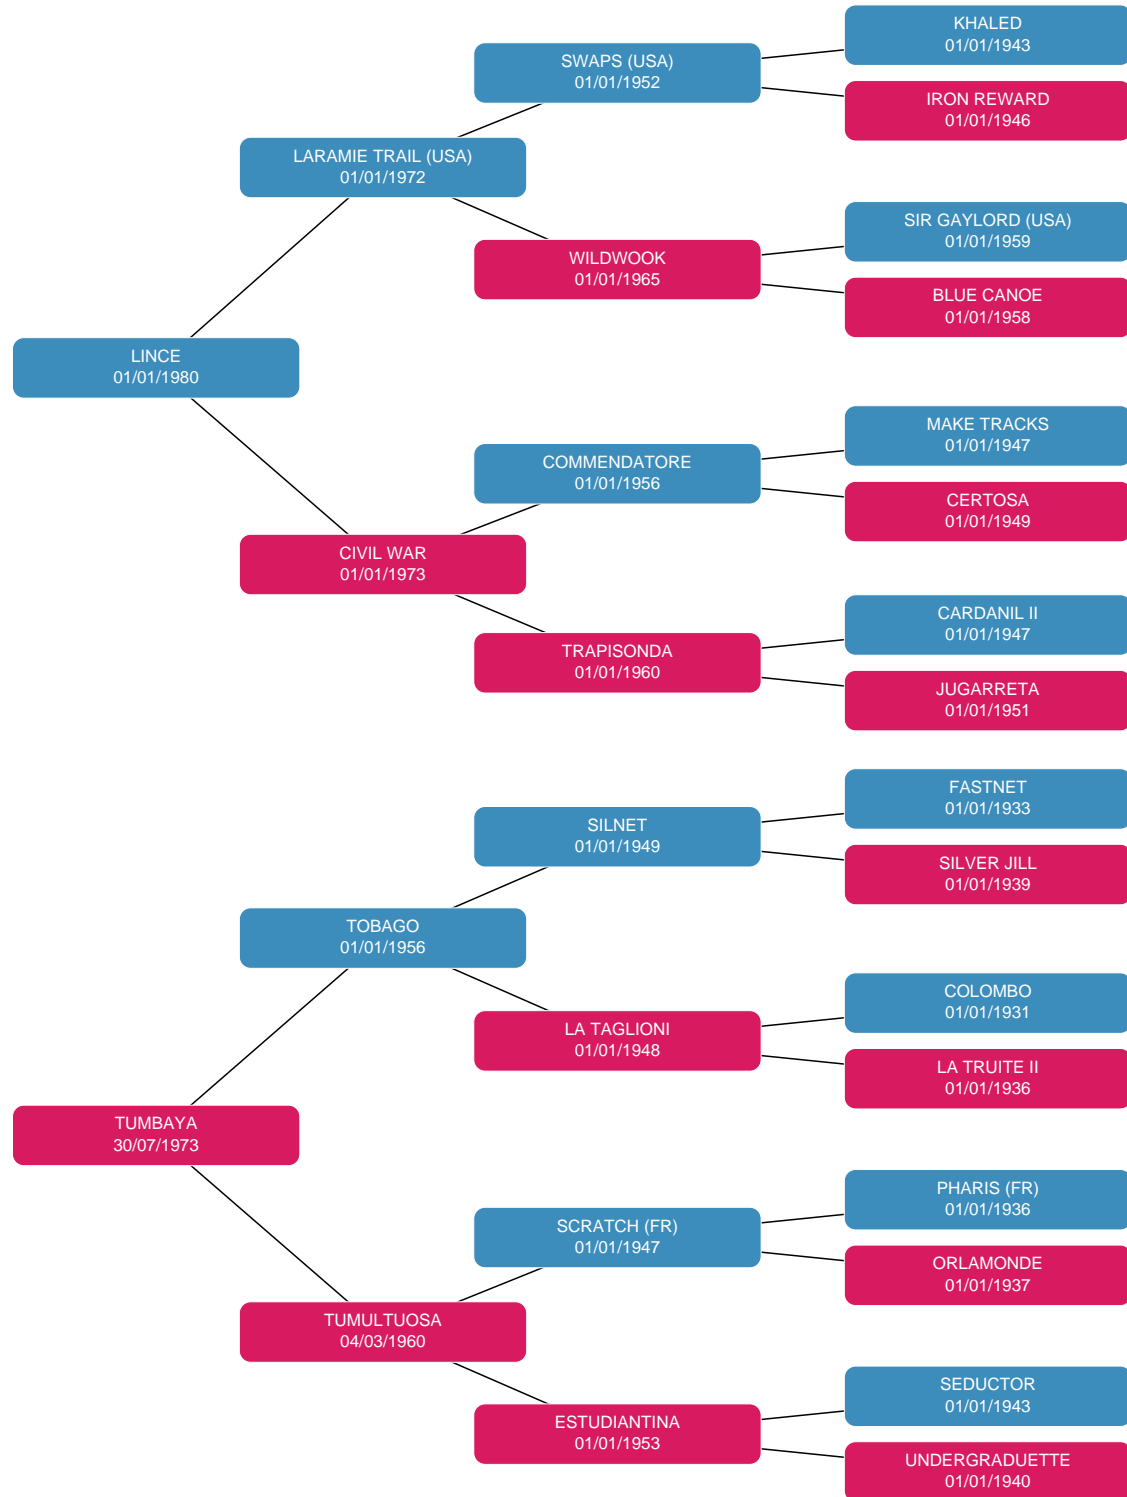 KHALED
01/01/1943
SWAPS (USA)
01/01/1952
IRON REWARD
01/01/1946
LARAMIE TRAIL (USA)
01/01/1972
SIR GAYLORD (USA)
01/01/1959
WILDWOOK
01/01/1965
BLUE CANOE
01/01/1958
LINCE
01/01/1980
MAKE TRACKS
01/01/1947
COMMENDATORE
01/01/1956
CERTOSA
01/01/1949
CIVIL WAR
01/01/1973
CARDANIL II
01/01/1947
TRAPISONDA
01/01/1960
JUGARRETA
01/01/1951
FASTNET
01/01/1933
SILNET
01/01/1949
SILVER JILL
01/01/1939
TOBAGO
01/01/1956
COLOMBO
01/01/1931
LA TAGLIONI
01/01/1948
LA TRUITE II
01/01/1936
TUMBAYA
30/07/1973
PHARIS (FR)
01/01/1936
SCRATCH (FR)
01/01/1947
ORLAMONDE
01/01/1937
TUMULTUOSA
04/03/1960
SEDUCTOR
01/01/1943
ESTUDIANTINA
01/01/1953
UNDERGRADUETTE
01/01/1940